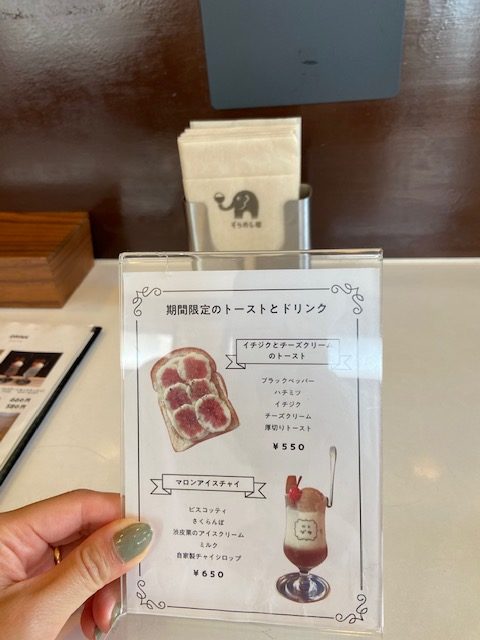 そらのしる
期間限定のトーストとドリンク
イチジクとチーズクリーム
のトースト
ブラックペッパー
ハチミツ
イチジク
チーズクリーム
厚切りトースト
¥550
マロンアイスチャイ
ビスコッティ
さくらんぼ
渋皮栗のアイスクリーム
ミルク
自家製チャイシロップ
¥650